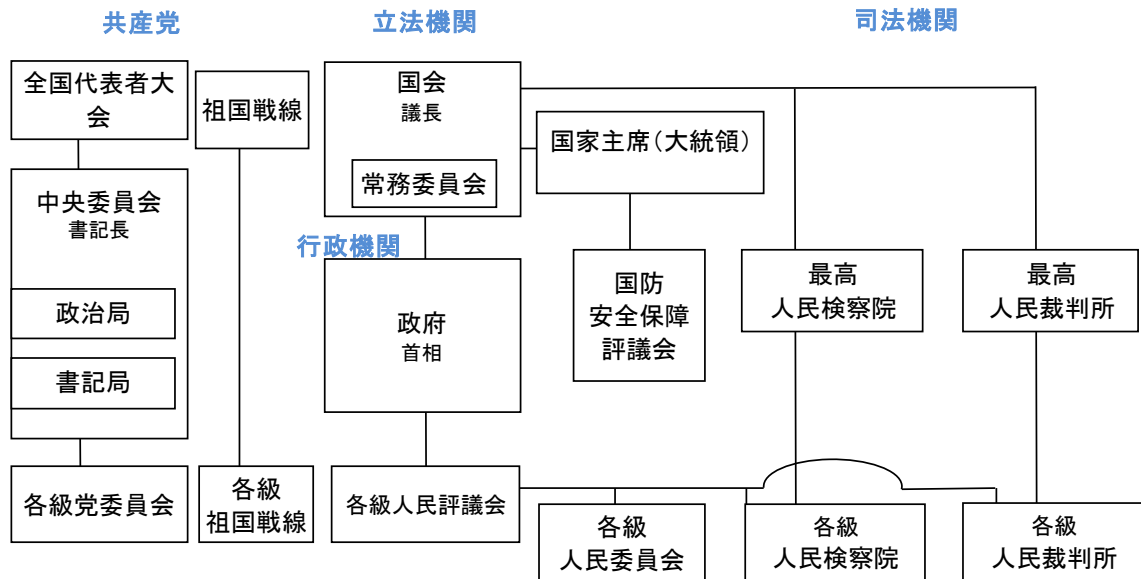 共産党
立法機関
司法機関
全国代表者大
会
祖国戦線
国会
議長
常務委員会
国家主席(大統領)
中央委員会
書記長
政治局
書記局
行政機関
政府
首相
国防
安全保障
評議会
最高
人民検察院
最高
人民裁判所
各級党委員会
各級
祖国戦線
各級人民評議会
各級
人民委員会
各級
人民検察院
各級
人民裁判所